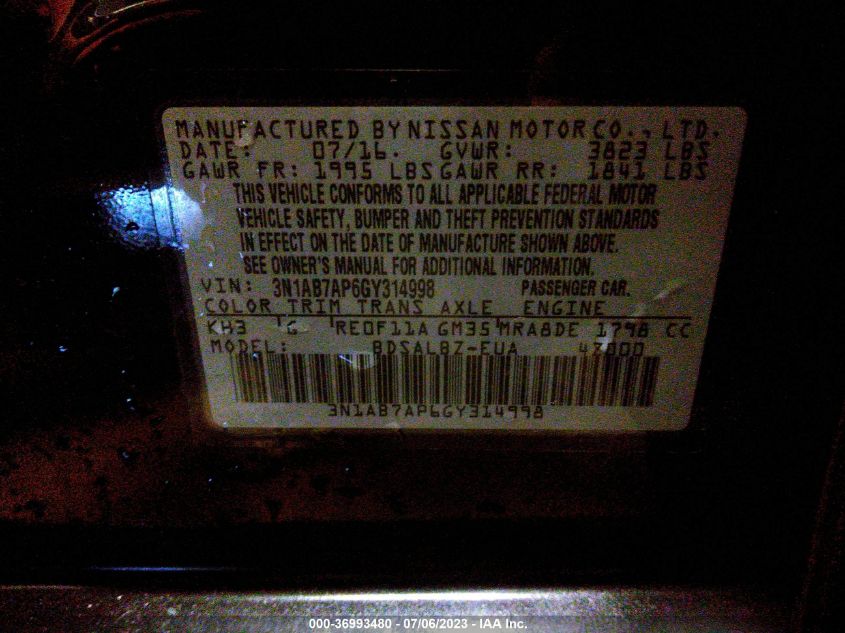 MANUFACTURED BY NISSAN MOTOR CO., LTD.
DATE: 07/16. GVWR: 3823 LBS
GAWR FR: 1995 LBS GAWR RR: 1841 LBS
THIS VEHICLE CONFORMS TO ALL APPLICABLE FEDERAL MOTOR
VEHICLE SAFETY, BUMPER AND THEFT PREVENTION STANDARDS
IN EFFECT ON THE DATE OF MANUFACTURE SHOWN ABOVE.
SEE OWNER'S MANUAL FOR ADDITIONAL INFORMATION.
VIN: 3N1AB7AP6GY314998 PASSENGER CAR.
COLOR TRIM TRANS AXLE ENGINE
KH3 G RE0F11A GM35 MRA8DE 1798 CC
MODEL: BDSALBZ-EUA
3N1AB7AP6GY314998
000-36993480 - 07/06/2023 - IAA Inc.